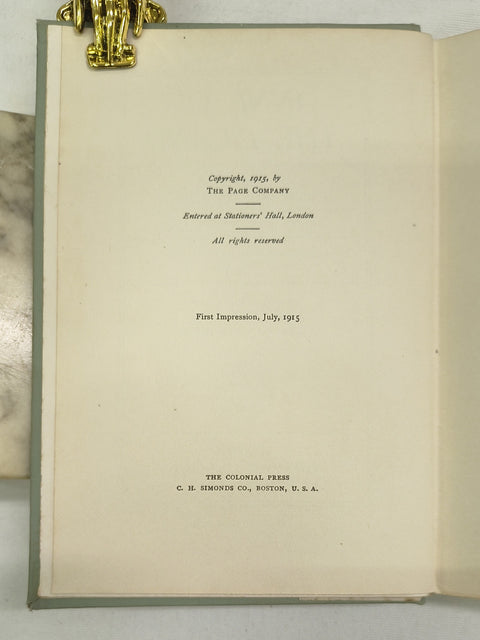 Copyright, 1915, by
THE PAGE COMPANY
Entered at Stationers' Hall, London
All rights reserved
First Impression, July, 1915
THE COLONIAL PRESS
C. H. SIMONDS CO., BOSTON, U. S. A.